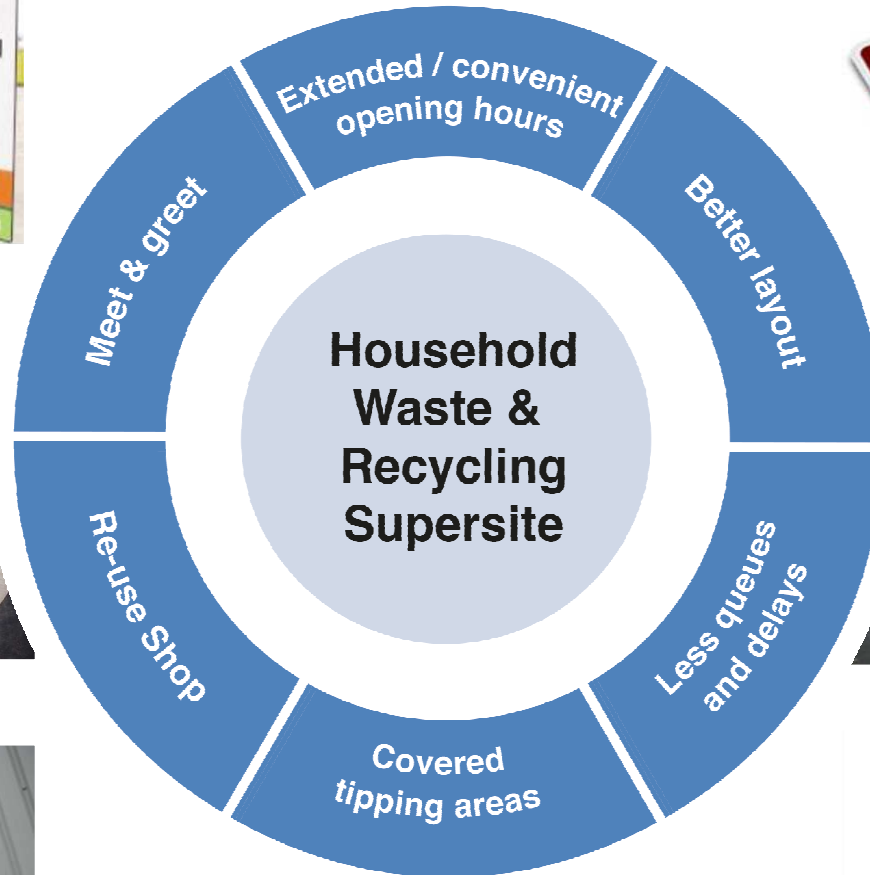 Extended / convenient
opening hours
Better layout
Less queues
and delays
Covered
tipping areas
Re-use Shop
Meet & greet
Household
Waste &
Recycling
Supersite